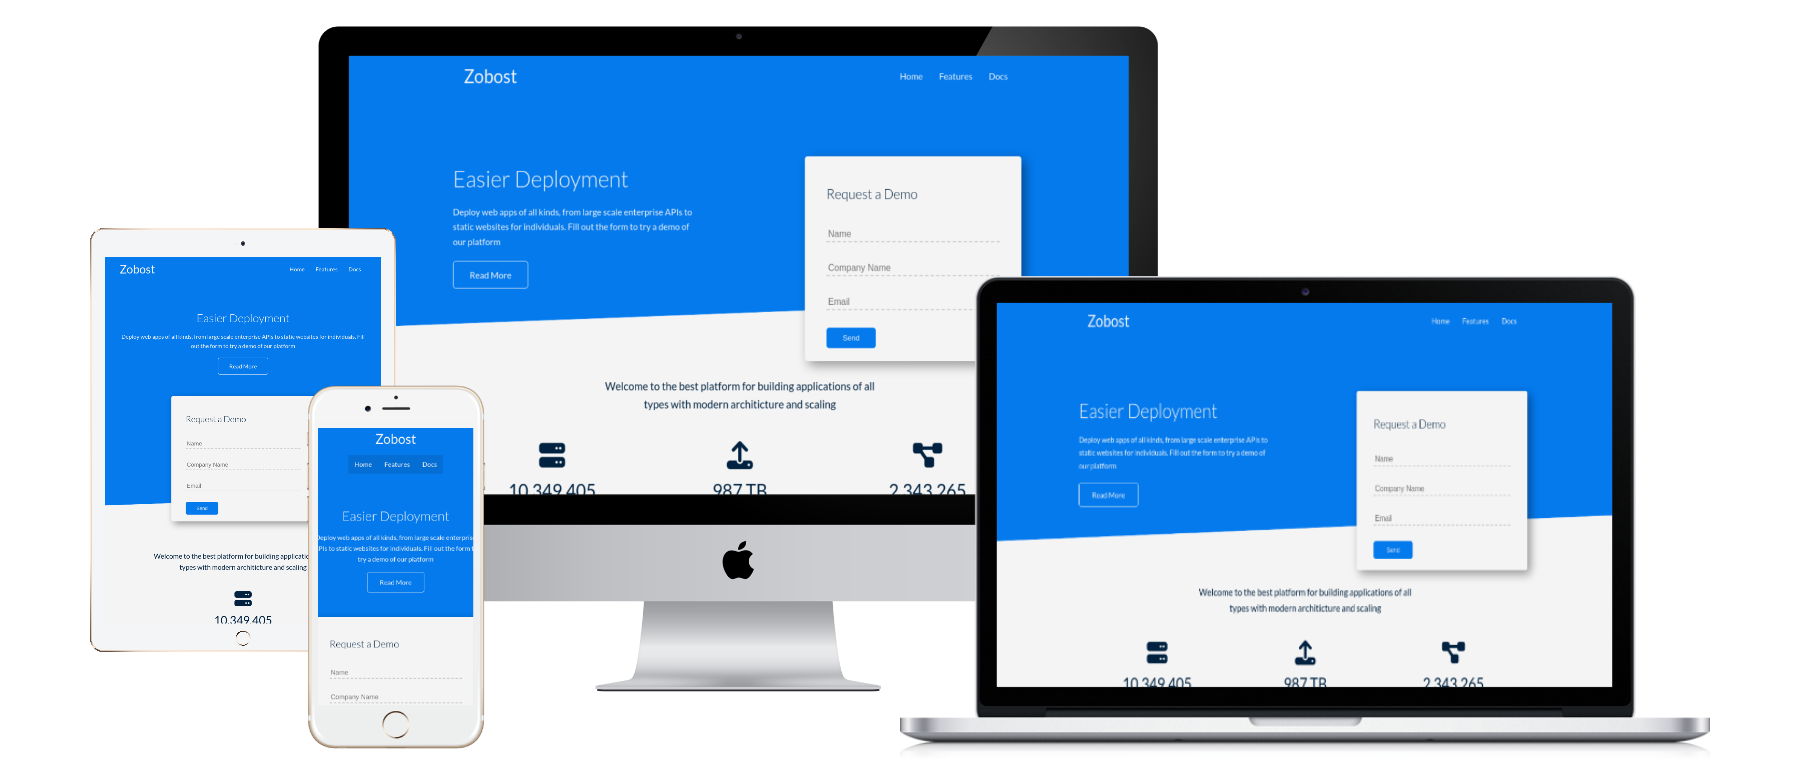 Zobost
Home Features Docs
Easier Deployment
Deploy web apps of all kinds, from large scale enterprise APIs to
static websites for individuals. Fill out the form to try a demo of
our platform
Read More
Request a Demo
Name
Company Name
Email
Send
Welcome to the best platform for building applications of all
types with modern architicture and scaling
10,349,405 987 TB 2,343,265
Zobost
Home Features Docs
Easier Deployment
Deploy web apps of all kinds, from large scale enterprise APIs to static websites for individuals. Fill
out the form to try a demo of our platform
Read More
Request a Demo
Name
Company Name
Email
Send
Welcome to the best platform for building applicatio
types with modern architicture and scaling
10,349,405
Zobost
Home Features Docs
Easier Deployment
Deploy web apps of all kinds, from large scale enterpris
PIs to static websites for individuals. Fill out the form t
try a demo of our platform
Read More
Request a Demo
Name
Company Name
Zobost
Home Features Docs
Easier Deployment
Deploy web apps of all kinds, from large scale enterprise APIs to
static websites for individuals. Fill out the form to try a demo of
our platform
Read More
Request a Demo
Name
Company Name
Email
Send
Welcome to the best platform for building applications of all
types with modern architicture and scaling
10,349,405 987 TB 2,343,265